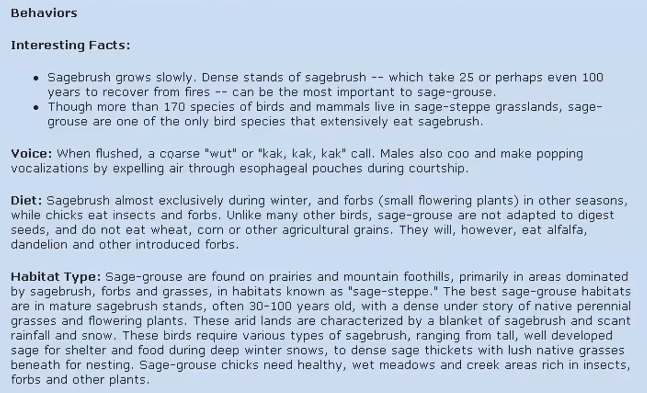 Behaviors
Interesting Facts:
• Sagebrush grows slowly. Dense stands of sagebrush -- which take 25 or perhaps even 100
years to recover from fires -- can be the most important to sage-grouse.
• Though more than 170 species of birds and mammals live in sage-steppe grasslands, sage-
grouse are one of the only bird species that extensively eat sagebrush.
Voice: When flushed, a coarse "wut" or "kak, kak, kak" call. Males also coo and make popping
vocalizations by expelling air through esophageal pouches during courtship.
Diet: Sagebrush almost exclusively during winter, and forbs (small flowering plants) in other seasons,
while chicks eat insects and forbs. Unlike many other birds, sage-grouse are not adapted to digest
seeds, and do not eat wheat, corn or other agricultural grains. They will, however, eat alfalfa,
dandelion and other introduced forbs.
Habitat Type: Sage-grouse are found on prairies and mountain foothills, primarily in areas dominated
by sagebrush, forbs and grasses, in habitats known as "sage-steppe." The best sage-grouse habitats
are in mature sagebrush stands, often 30-100 years old, with a dense under story of native perennial
grasses and flowering plants. These arid lands are characterized by a blanket of sagebrush and scant
rainfall and snow. These birds require various types of sagebrush, ranging from tall, well developed
sage for shelter and food during deep winter snows, to dense sage thickets with lush native grasses
beneath for nesting. Sage-grouse chicks need healthy, wet meadows and creek areas rich in insects,
forbs and other plants.